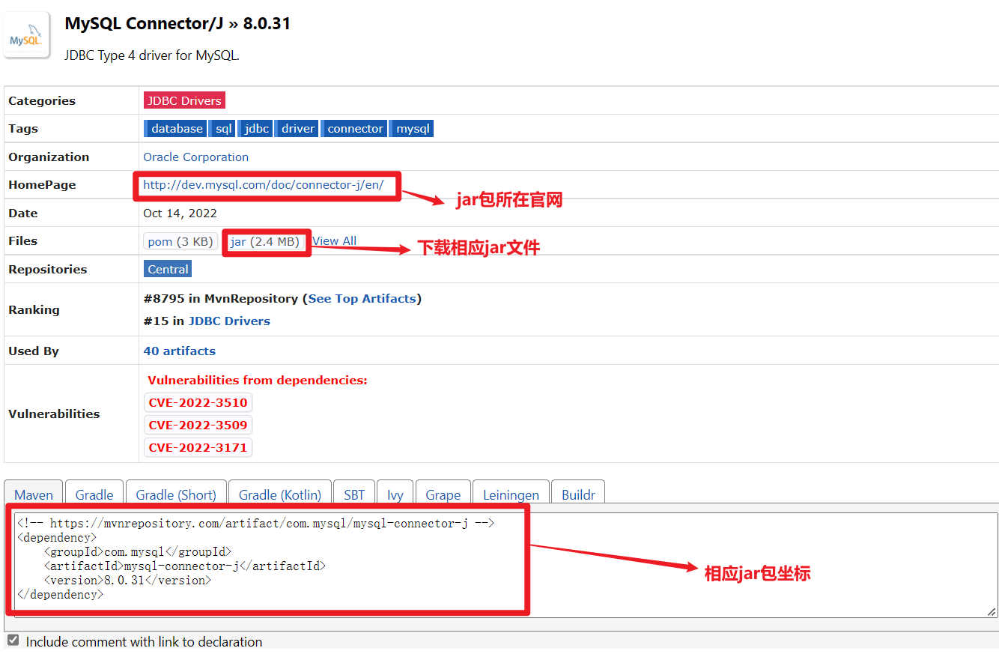 MySQL Connector/J » 8.0.31
MySQL
JDBC Type 4 driver for MySQL.
Categories JDBC Drivers
Tags database sql jdbc driver connector mysql
Organization Oracle Corporation
HomePage http://dev.mysql.com/doc/connector-j/en/
jar包所在官网
Date Oct 14, 2022
Files pom (3 KB) jar (2.4 MB) View All
下载相应jar文件
Repositories Central
Ranking #8795 in MvnRepository (See Top Artifacts)
#15 in JDBC Drivers
Used By 40 artifacts
Vulnerabilities Vulnerabilities from dependencies:
CVE-2022-3510
CVE-2022-3509
CVE-2022-3171
Maven Gradle Gradle (Short) Gradle (Kotlin) SBT Ivy Grape Leiningen Buildr
<!-- https://mvnrepository.com/artifact/com.mysql/mysql-connector-j -->
<dependency>
    <groupId>com.mysql</groupId>
    <artifactId>mysql-connector-j</artifactId>
    <version>8.0.31</version>
</dependency>
相应jar包坐标
Include comment with link to declaration